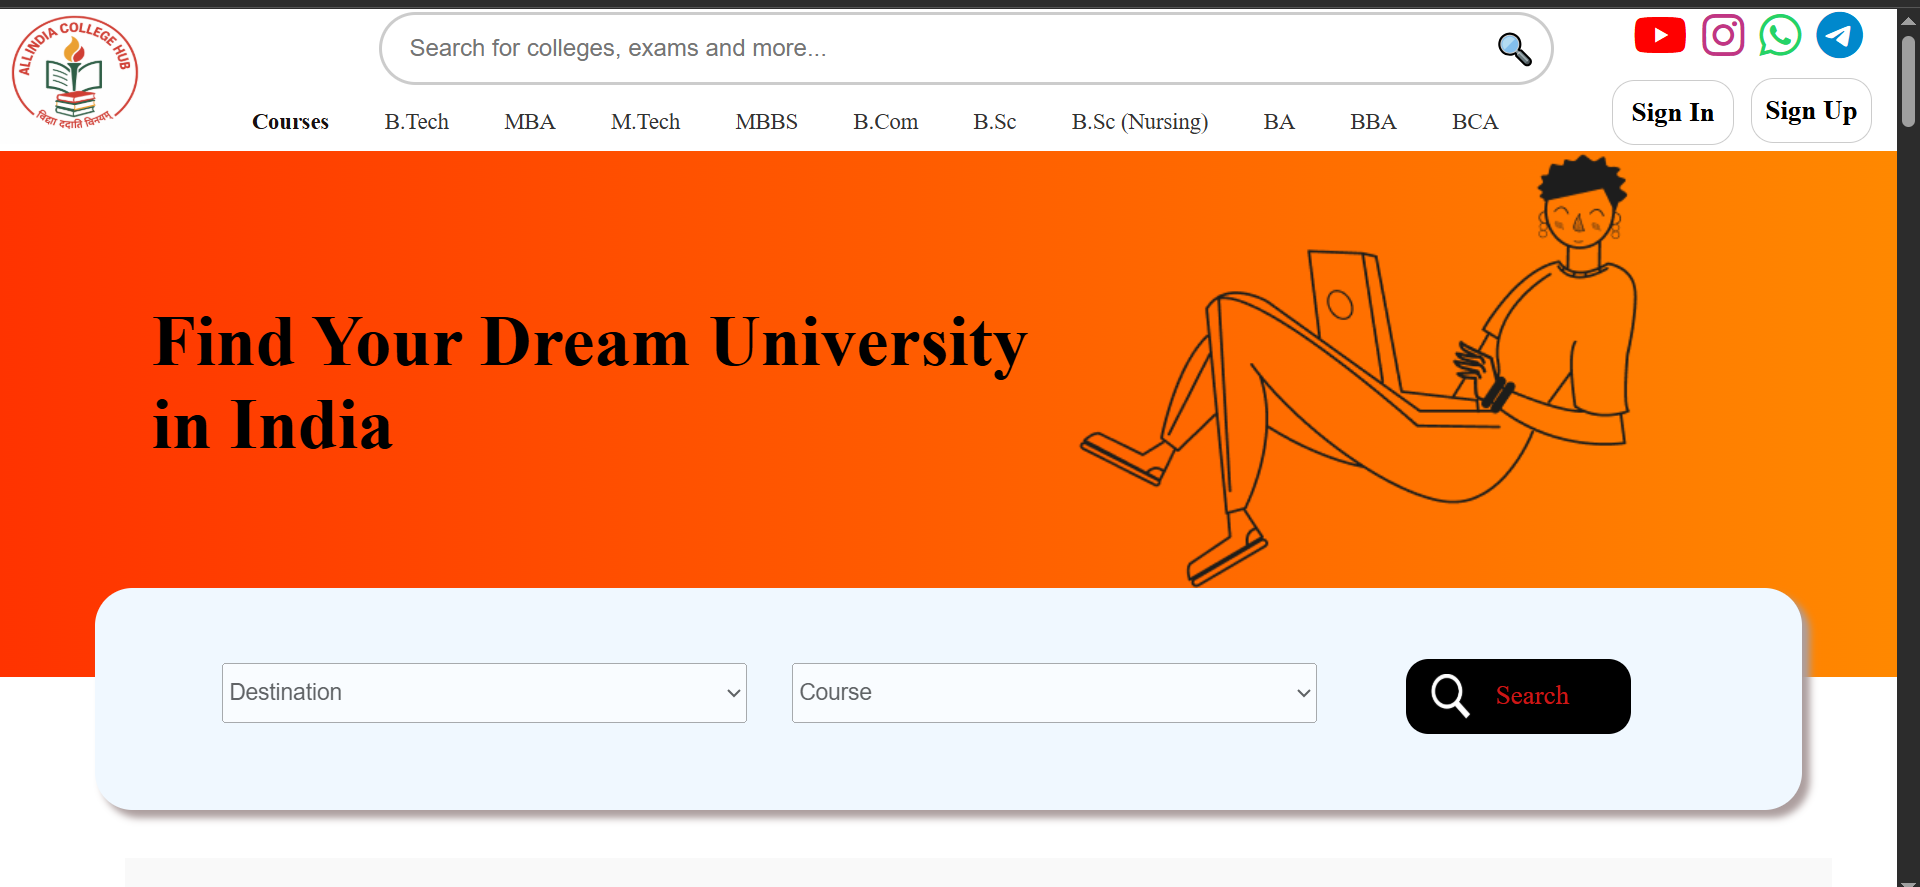 ALLINDIA COLLEGE HUB
विद्या ददाति विनयम्
Search for colleges, exams and more...
Courses B.Tech MBA M.Tech MBBS B.Com B.Sc B.Sc (Nursing) BA BBA BCA
Sign In Sign Up
Find Your Dream University
in India
Destination Course Search